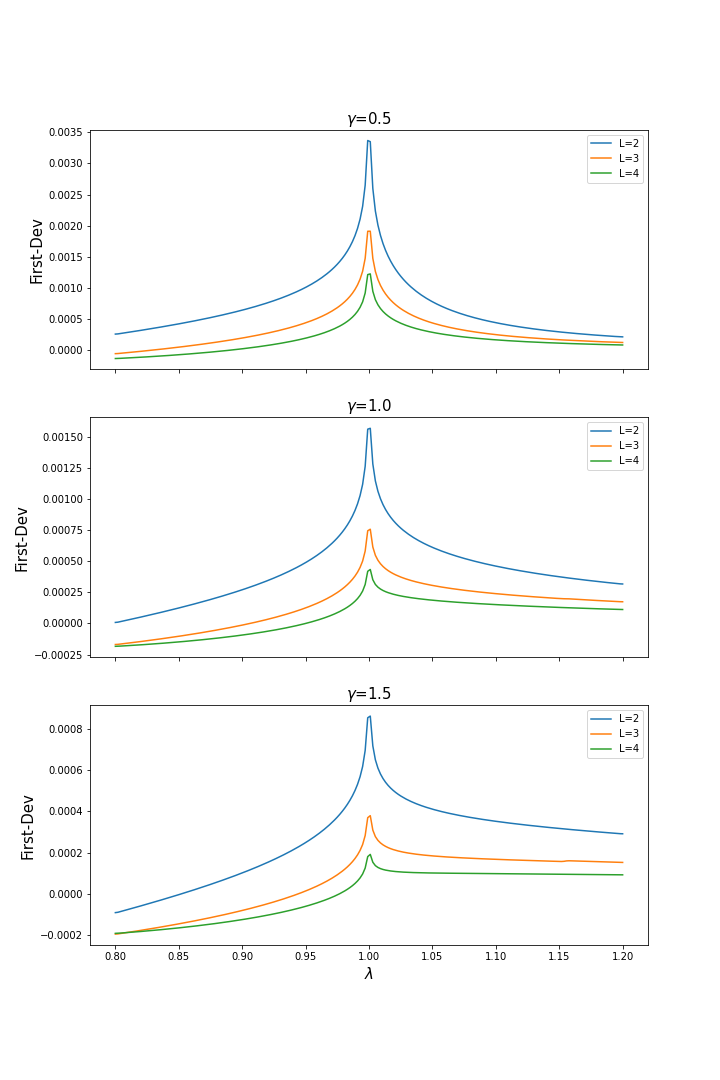 γ=0.5
0.0035
0.0030
0.0025
0.0020
0.0015
0.0010
0.0005
0.0000
First-Dev
L=2
L=3
L=4
γ=1.0
0.00150
0.00125
0.00100
0.00075
0.00050
0.00025
0.00000
−0.00025
First-Dev
L=2
L=3
L=4
γ=1.5
0.0008
0.0006
0.0004
0.0002
0.0000
−0.0002
First-Dev
L=2
L=3
L=4
0.80 0.85 0.90 0.95 1.00 1.05 1.10 1.15 1.20
λ